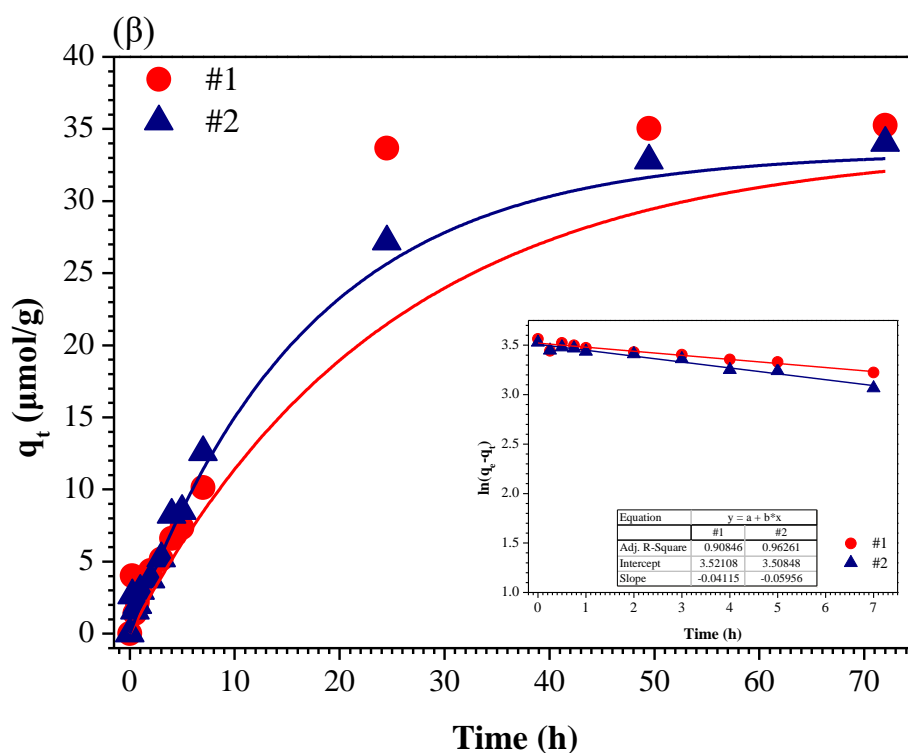 (β)
40
35
30
25
20
15
10
5
0
qt (μmol/g)
#1
#2
0 10 20 30 40 50 60 70
Time (h)
3.5
3.0
2.5
2.0
1.5
1.0
ln(qe-qt)
0 1 2 3 4 5 6 7
Time (h)
Equation y = a + b*x
#1 #2
Adj. R-Square 0.90846 0.96261
Intercept 3.52108 3.50848
Slope -0.04115 -0.05956
#1
#2